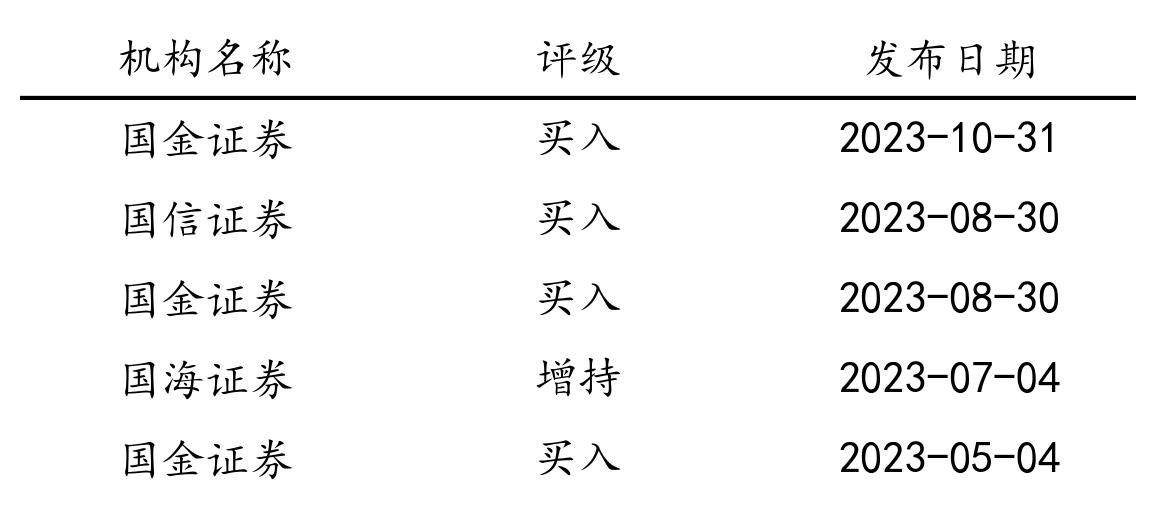 机构名称 评级 发布日期
国金证券 买入 2023-10-31
国信证券 买入 2023-08-30
国金证券 买入 2023-08-30
国海证券 增持 2023-07-04
国金证券 买入 2023-05-04